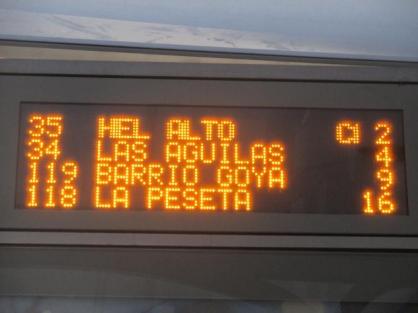 35 HEL ALTO 2
34 LAS AGUILAS 4
119 BARRIO GOYA 9
118 LA PESETA 16